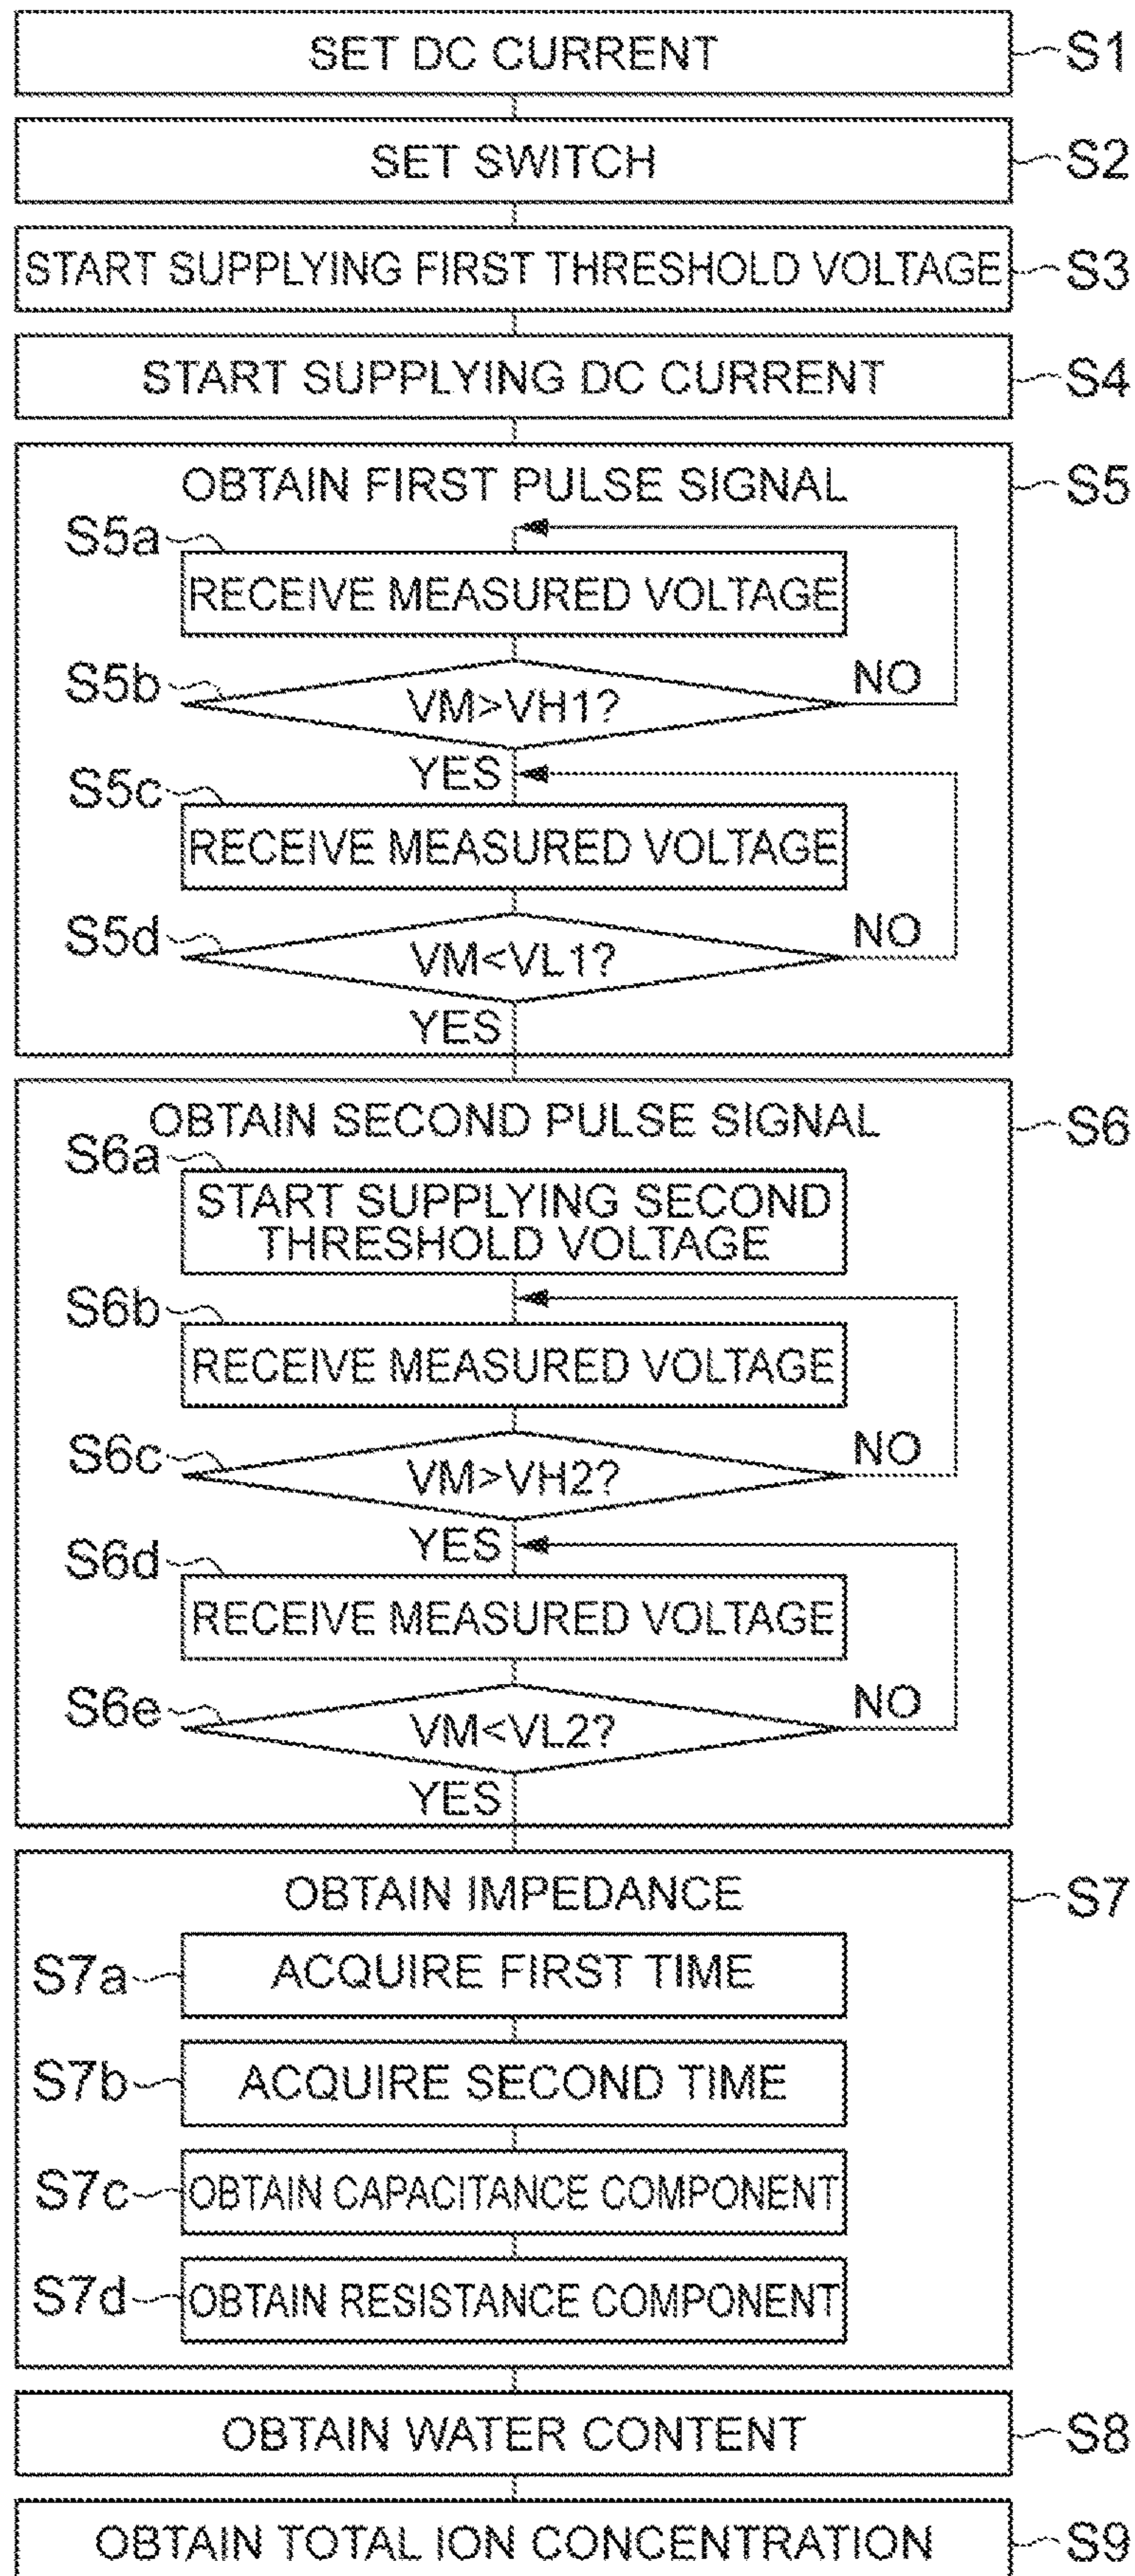 SET DC CURRENT
S1
SET SWITCH
S2
START SUPPLYING FIRST THRESHOLD VOLTAGE
S3
START SUPPLYING DC CURRENT
S4
OBTAIN FIRST PULSE SIGNAL
S5
S5a
RECEIVE MEASURED VOLTAGE
S5b
VM>VH1?
NO
YES
S5c
RECEIVE MEASURED VOLTAGE
S5d
VM<VL1?
NO
YES
OBTAIN SECOND PULSE SIGNAL
S6
S6a
START SUPPLYING SECOND
THRESHOLD VOLTAGE
S6b
RECEIVE MEASURED VOLTAGE
S6c
VM>VH2?
NO
YES
S6d
RECEIVE MEASURED VOLTAGE
S6e
VM<VL2?
NO
YES
OBTAIN IMPEDANCE
S7
S7a
ACQUIRE FIRST TIME
S7b
ACQUIRE SECOND TIME
S7c
OBTAIN CAPACITANCE COMPONENT
S7d
OBTAIN RESISTANCE COMPONENT
OBTAIN WATER CONTENT
S8
OBTAIN TOTAL ION CONCENTRATION
S9